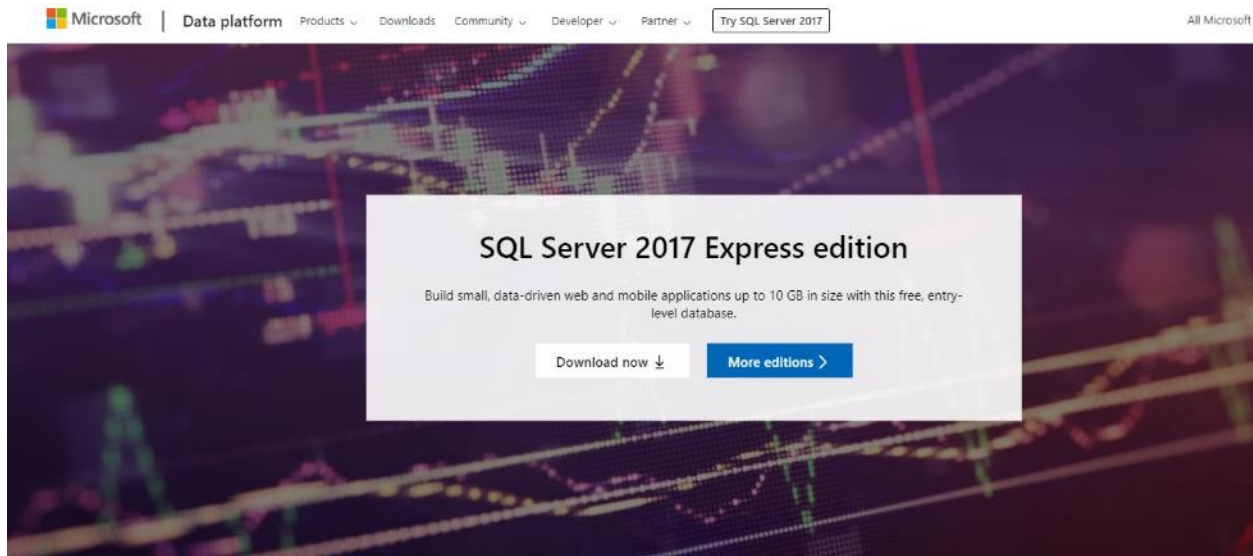 Microsoft Data platform Products Downloads Community Developer Partner Try SQL Server 2017 All Microsoft
SQL Server 2017 Express edition
Build small, data-driven web and mobile applications up to 10 GB in size with this free, entry-
level database.
Download now More editions